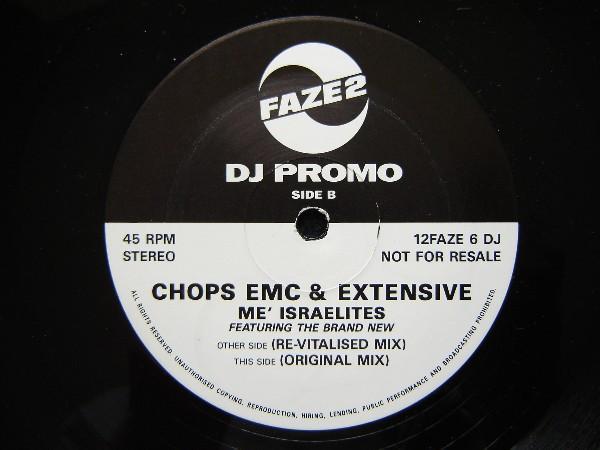 FAZE2
DJ PROMO
SIDE B
45 RPM
STEREO
12FAZE 6 DJ
NOT FOR RESALE
CHOPS EMC & EXTENSIVE
ME' ISRAELITES
FEATURING THE BRAND NEW
OTHER SIDE (RE-VITALISED MIX)
THIS SIDE (ORIGINAL MIX)
ALL RIGHTS RESERVED. UNAUTHORISED COPYING, REPRODUCTION, HIRING, LENDING, PUBLIC PERFORMANCE AND BROADCASTING PROHIBITED.